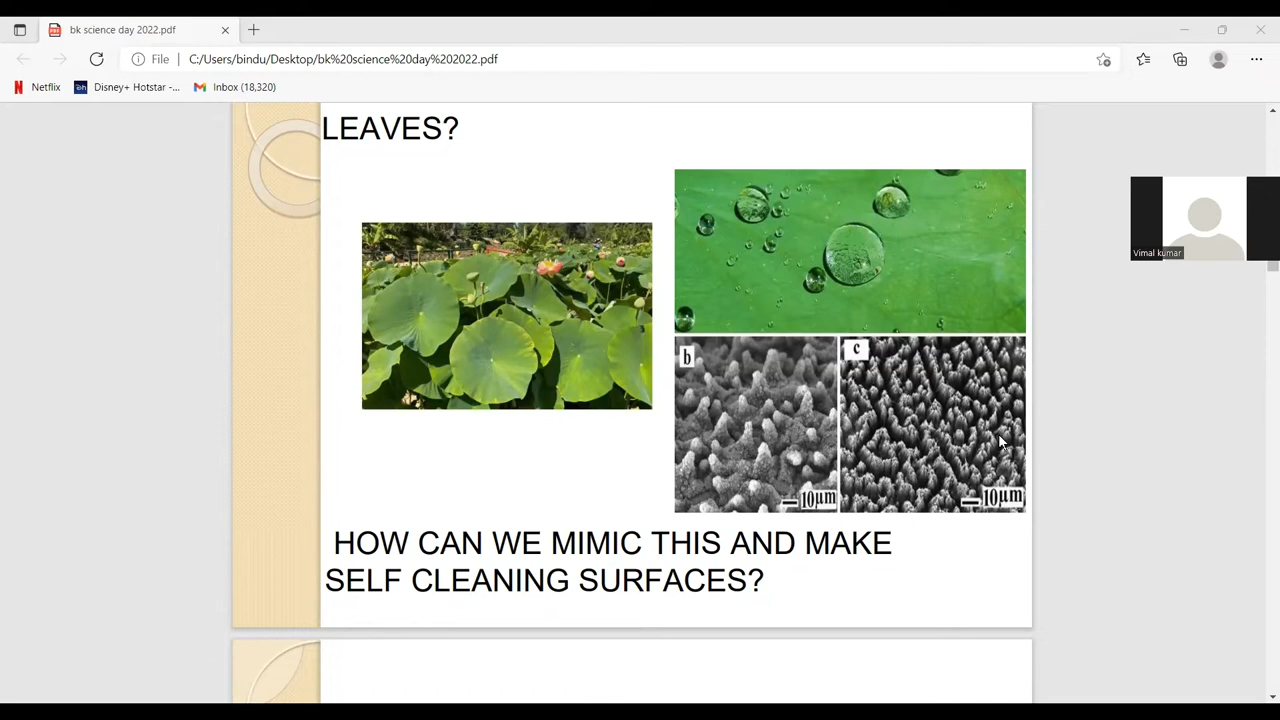 bk science day 2022.pdf
File
C:/Users/bindu/Desktop/bk%20science%20day%202022.pdf
Netflix
Disney+ Hotstar -...
Inbox (18,320)
LEAVES?
b
c
10µm
10µm
Vimal kumar
HOW CAN WE MIMIC THIS AND MAKE
SELF CLEANING SURFACES?